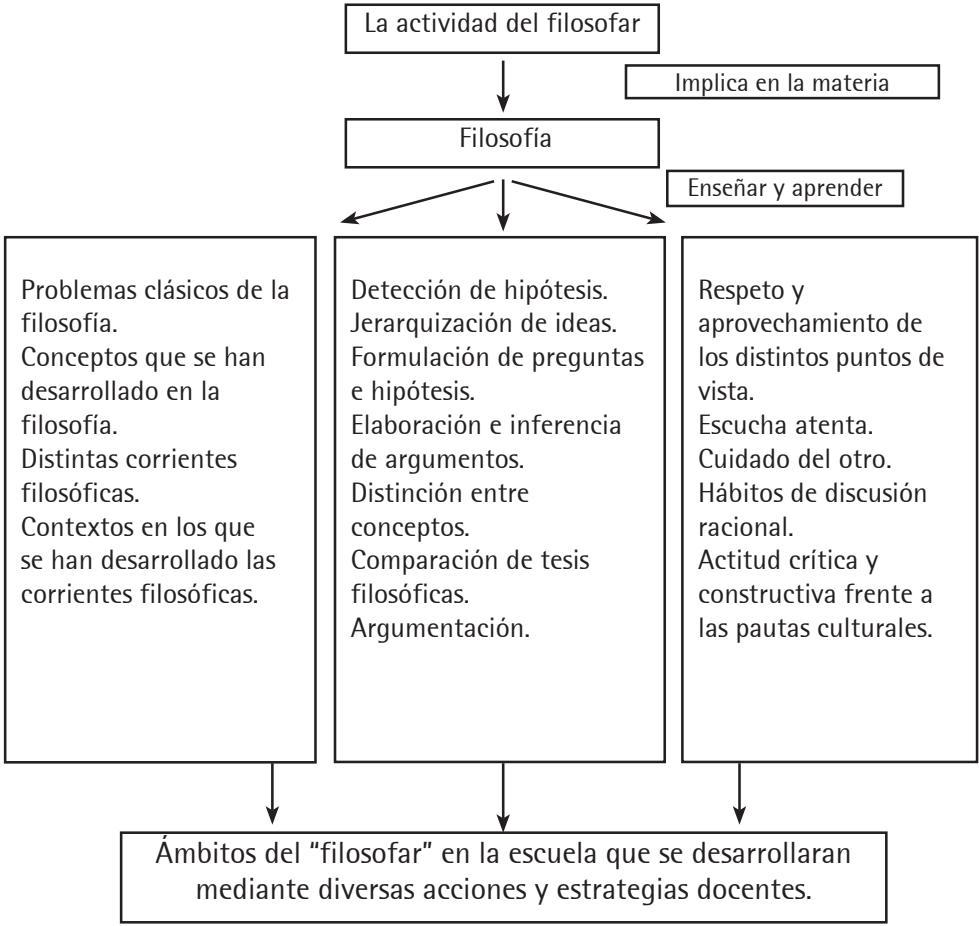 La actividad del filosofar
Implica en la materia
Filosofía
Enseñar y aprender
Problemas clásicos de la
filosofía.
Conceptos que se han
desarrollado en la
filosofía.
Distintas corrientes
filosóficas.
Contextos en los que
se han desarrollado las
corrientes filosóficas.
Detección de hipótesis.
Jerarquización de ideas.
Formulación de preguntas
e hipótesis.
Elaboración e inferencia
de argumentos.
Distinción entre
conceptos.
Comparación de tesis
filosóficas.
Argumentación.
Respeto y
aprovechamiento de
los distintos puntos de
vista.
Escucha atenta.
Cuidado del otro.
Hábitos de discusión
racional.
Actitud crítica y
constructiva frente a
las pautas culturales.
Ámbitos del “filosofar” en la escuela que se desarrollaran
mediante diversas acciones y estrategias docentes.